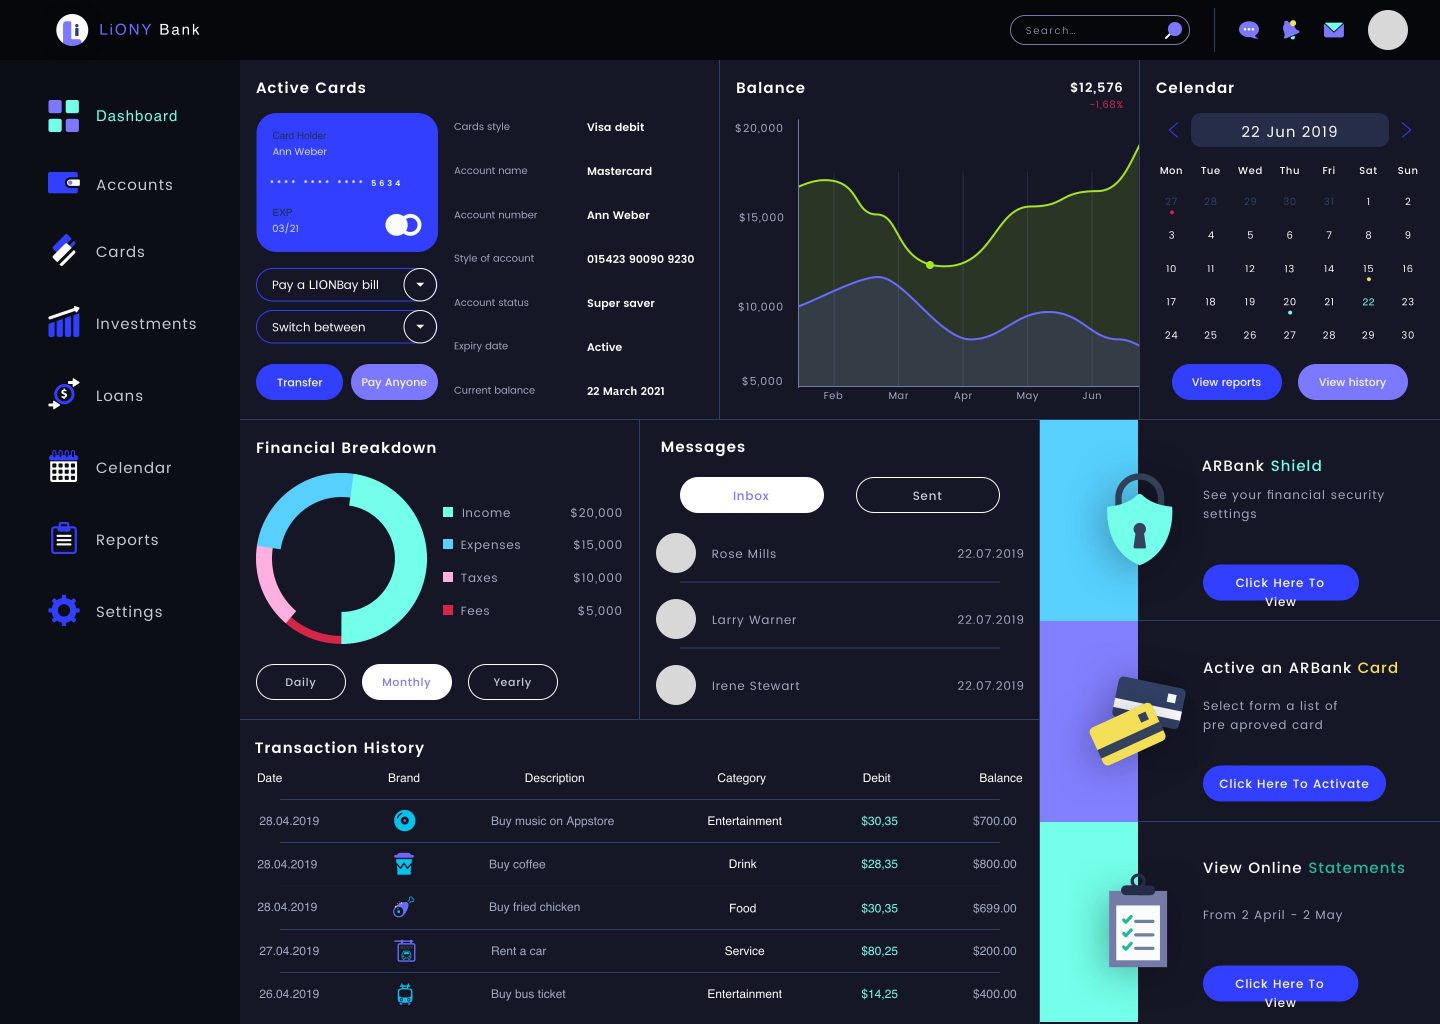 LiONY Bank
Search...
Dashboard
Accounts
Cards
Investments
Loans
Celendar
Reports
Settings
Active Cards
Card Holder
Ann Weber
**** **** **** 5634
EXP
03/21
Pay a LIONBay bill
Switch between
Transfer
Pay Anyone
Cards style Visa debit
Account name Mastercard
Account number Ann Weber
Style of account 015423 90090 9230
Account status Super saver
Expiry date Active
Current balance 22 March 2021
Balance
$12,576
-1,68%
$20,000
$15,000
$10,000
$5,000
Feb Mar Apr May Jun
Celendar
22 Jun 2019
Mon Tue Wed Thu Fri Sat Sun
27 28 29 30 31 1 2
3 4 5 6 7 8 9
10 11 12 13 14 15 16
17 18 19 20 21 22 23
24 25 26 27 28 29 30
View reports
View history
Financial Breakdown
Income $20,000
Expenses $15,000
Taxes $10,000
Fees $5,000
Daily
Monthly
Yearly
Messages
Inbox
Sent
Rose Mills 22.07.2019
Larry Warner 22.07.2019
Irene Stewart 22.07.2019
ARBank Shield
See your financial security
settings
Click Here To
View
Active an ARBank Card
Select form a list of
pre aproved card
Click Here To Activate
View Online Statements
From 2 April - 2 May
Click Here To
View
Transaction History
Date Brand Description Category Debit Balance
28.04.2019 Buy music on Appstore Entertainment $30,35 $700.00
28.04.2019 Buy coffee Drink $28,35 $800.00
28.04.2019 Buy fried chicken Food $30,35 $699.00
27.04.2019 Rent a car Service $80,25 $200.00
26.04.2019 Buy bus ticket Entertainment $14,25 $400.00